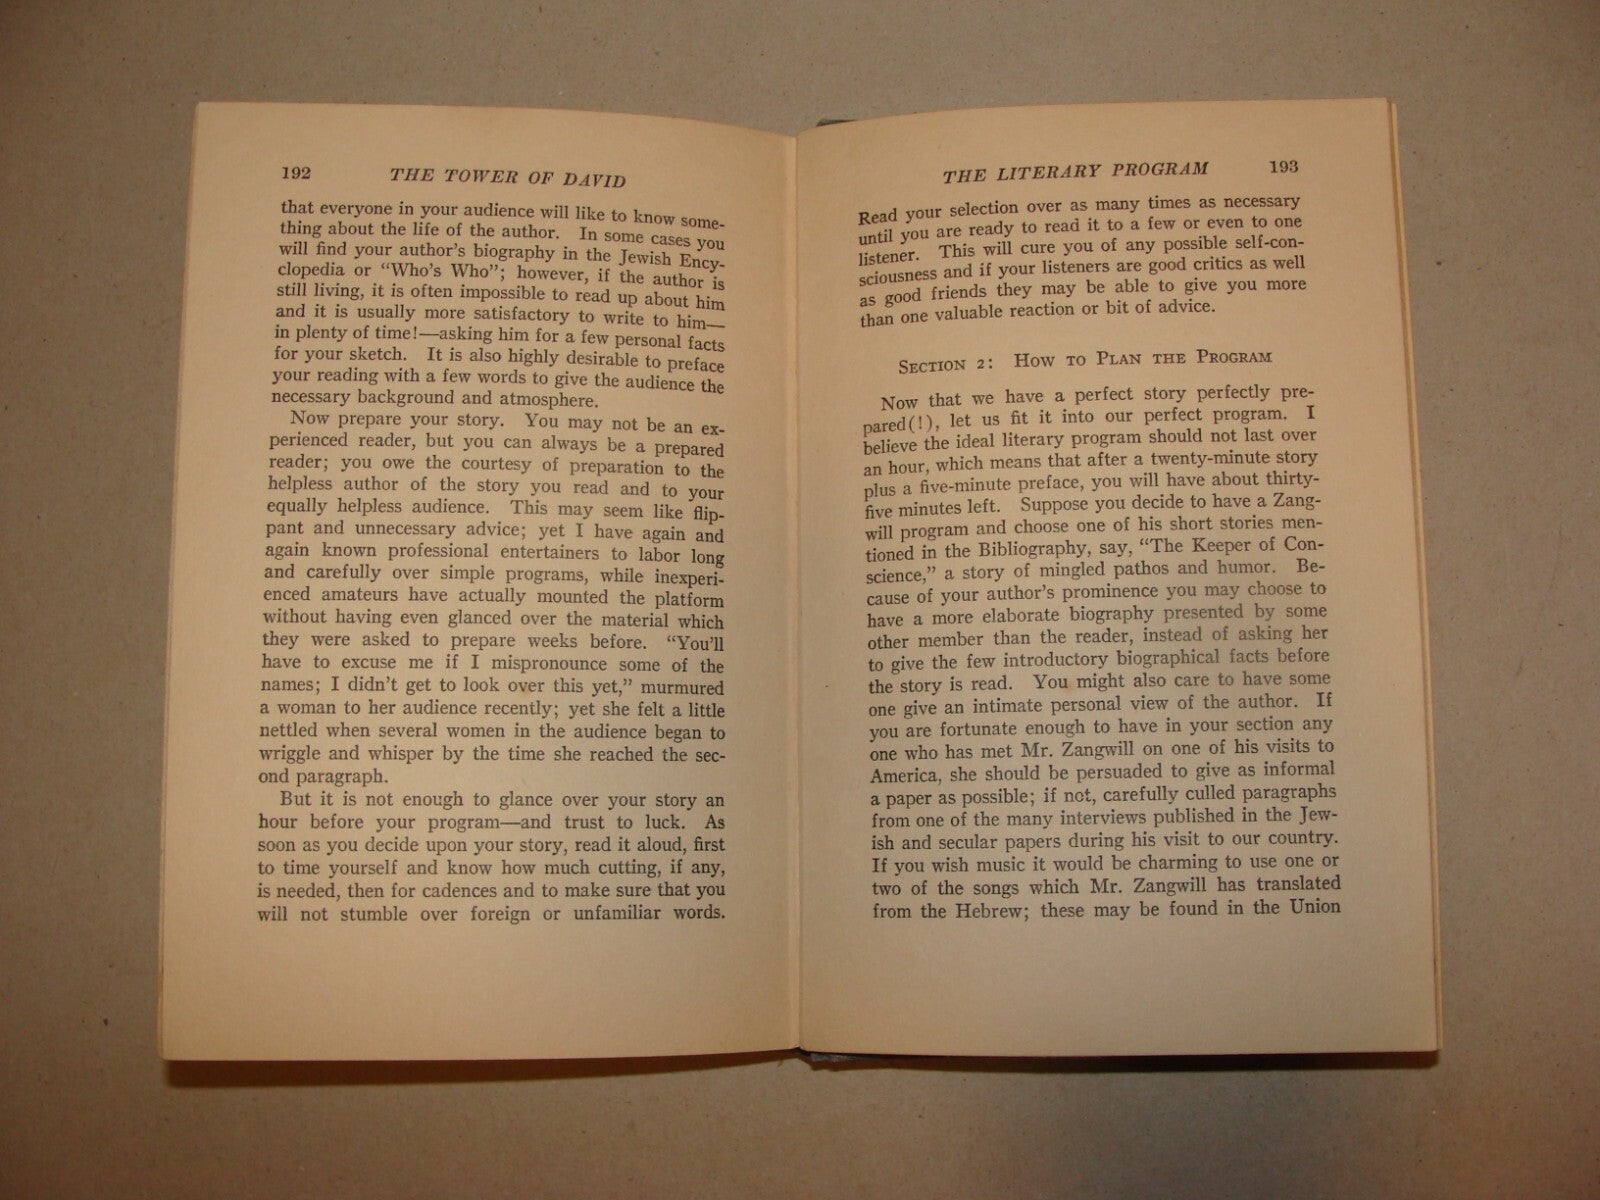 192 THE TOWER OF DAVID
that everyone in your audience will like to know some-
thing about the life of the author. In some cases you
will find your author's biography in the Jewish Ency-
clopedia or "Who's Who"; however, if the author is
still living, it is often impossible to read up about him
and it is usually more satisfactory to write to him—
in plenty of time!—asking him for a few personal facts
for your sketch. It is also highly desirable to preface
your reading with a few words to give the audience the
necessary background and atmosphere.
Now prepare your story. You may not be an ex-
perienced reader, but you can always be a prepared
reader; you owe the courtesy of preparation to the
helpless author of the story you read and to your
equally helpless audience. This may seem like flip-
pant and unnecessary advice; yet I have again and
again known professional entertainers to labor long
and carefully over simple programs, while inexperi-
enced amateurs have actually mounted the platform
without having even glanced over the material which
they were asked to prepare weeks before. "You'll
have to excuse me if I mispronounce some of the
names; I didn't get to look over this yet," murmured
a woman to her audience recently; yet she felt a little
nettled when several women in the audience began to
wriggle and whisper by the time she reached the sec-
ond paragraph.
But it is not enough to glance over your story an
hour before your program—and trust to luck. As
soon as you decide upon your story, read it aloud, first
to time yourself and know how much cutting, if any,
is needed, then for cadences and to make sure that you
will not stumble over foreign or unfamiliar words.
THE LITERARY PROGRAM 193
Read your selection over as many times as necessary
until you are ready to read it to a few or even to one
listener. This will cure you of any possible self-con-
sciousness and if your listeners are good critics as well
as good friends they may be able to give you more
than one valuable reaction or bit of advice.
SECTION 2: HOW TO PLAN THE PROGRAM
Now that we have a perfect story perfectly pre-
pared(!), let us fit it into our perfect program. I
believe the ideal literary program should not last over
an hour, which means that after a twenty-minute story
plus a five-minute preface, you will have about thirty-
five minutes left. Suppose you decide to have a Zang-
will program and choose one of his short stories men-
tioned in the Bibliography, say, "The Keeper of Con-
science," a story of mingled pathos and humor. Be-
cause of your author's prominence you may choose to
have a more elaborate biography presented by some
other member than the reader, instead of asking her
to give the few introductory biographical facts before
the story is read. You might also care to have some
one give an intimate personal view of the author. If
you are fortunate enough to have in your section any
one who has met Mr. Zangwill on one of his visits to
America, she should be persuaded to give as informal
a paper as possible; if not, carefully culled paragraphs
from one of the many interviews published in the Jew-
ish and secular papers during his visit to our country.
If you wish music it would be charming to use one or
two of the songs which Mr. Zangwill has translated
from the Hebrew; these may be found in the Union